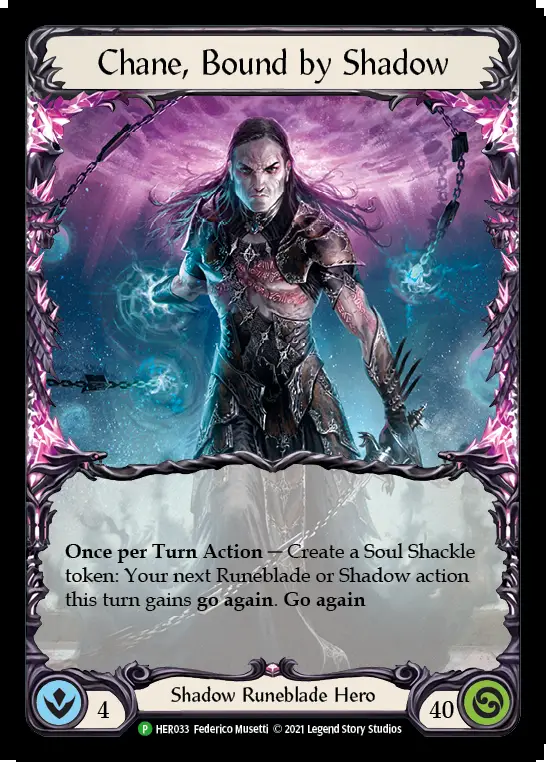 Chane, Bound by Shadow
Once per Turn Action — Create a Soul Shackle
token: Your next Runeblade or Shadow action
this turn gains go again. Go again
4
Shadow Runeblade Hero
40
P HER033 Federico Musetti © 2021 Legend Story Studios